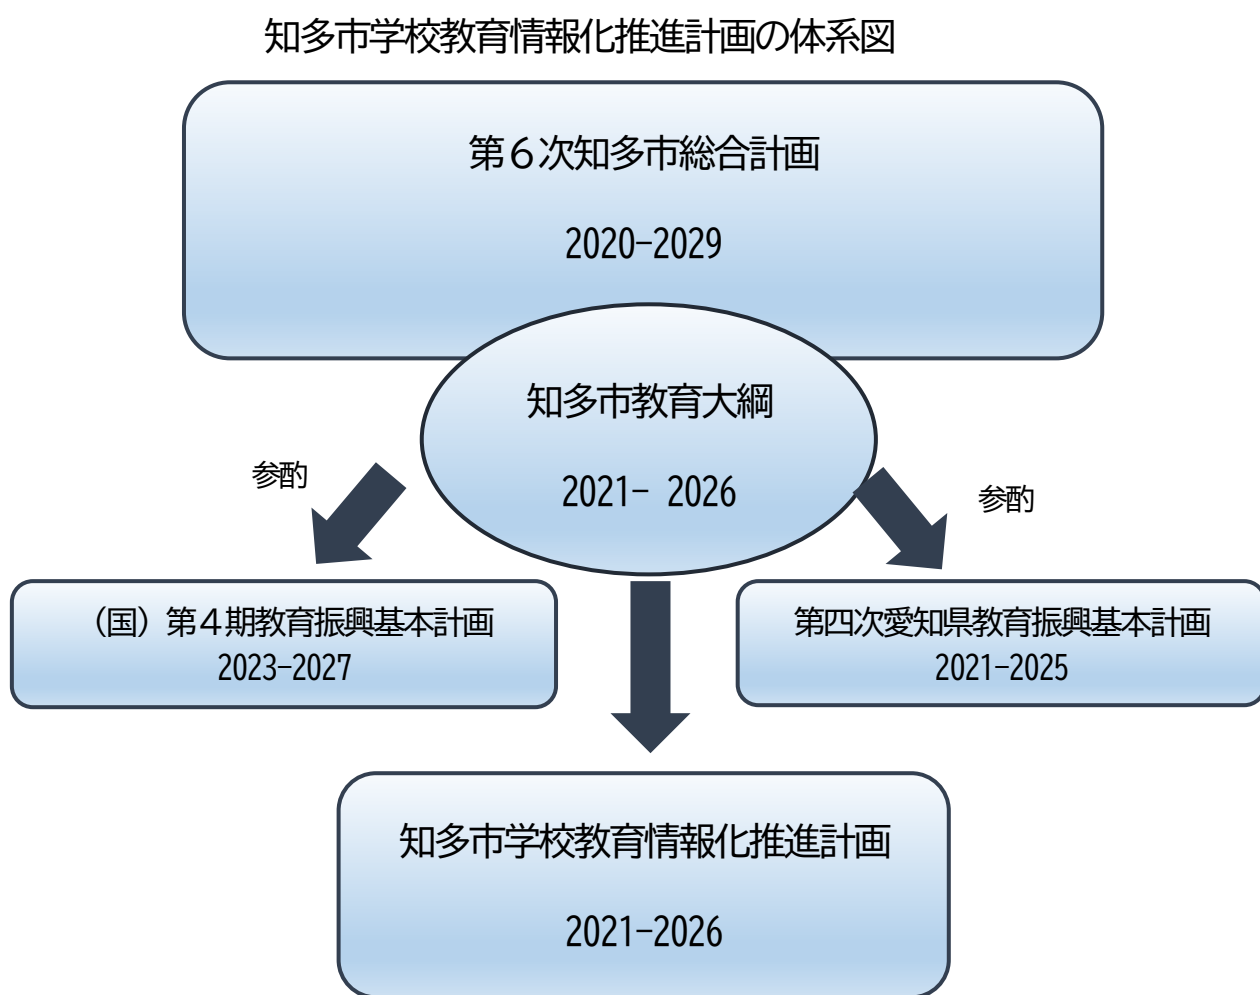 知多市学校教育情報化推進計画の体系図
第６次知多市総合計画
2020-2029
知多市教育大綱
2021- 2026
参酌
参酌
（国）第４期教育振興基本計画
2023-2027
第四次愛知県教育振興基本計画
2021-2025
知多市学校教育情報化推進計画
2021-2026